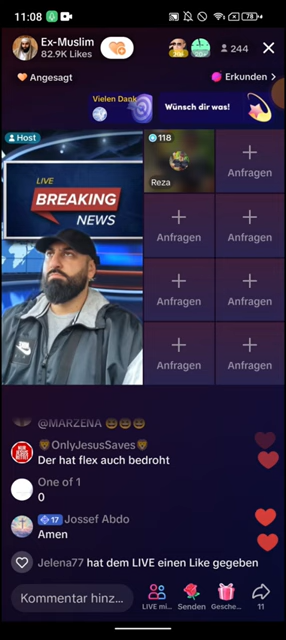 11:08
78
Ex-Muslim
82.9K Likes
244
Angesagt
Erkunden >
Vielen Dank
Wünsch dir was!
Host
118
LIVE
BREAKING
NEWS
Reza
+
Anfragen
+
Anfragen
+
Anfragen
+
Anfragen
+
Anfragen
+
Anfragen
+
Anfragen
@MARZENA 😄😄😄
🦁OnlyJesusSaves🦁
Der hat flex auch bedroht
One of 1
0
17 Jossef Abdo
Amen
Jelena77 hat dem LIVE einen Like gegeben
Kommentar hinz...
LIVE mi...
Senden
Gesche...
11